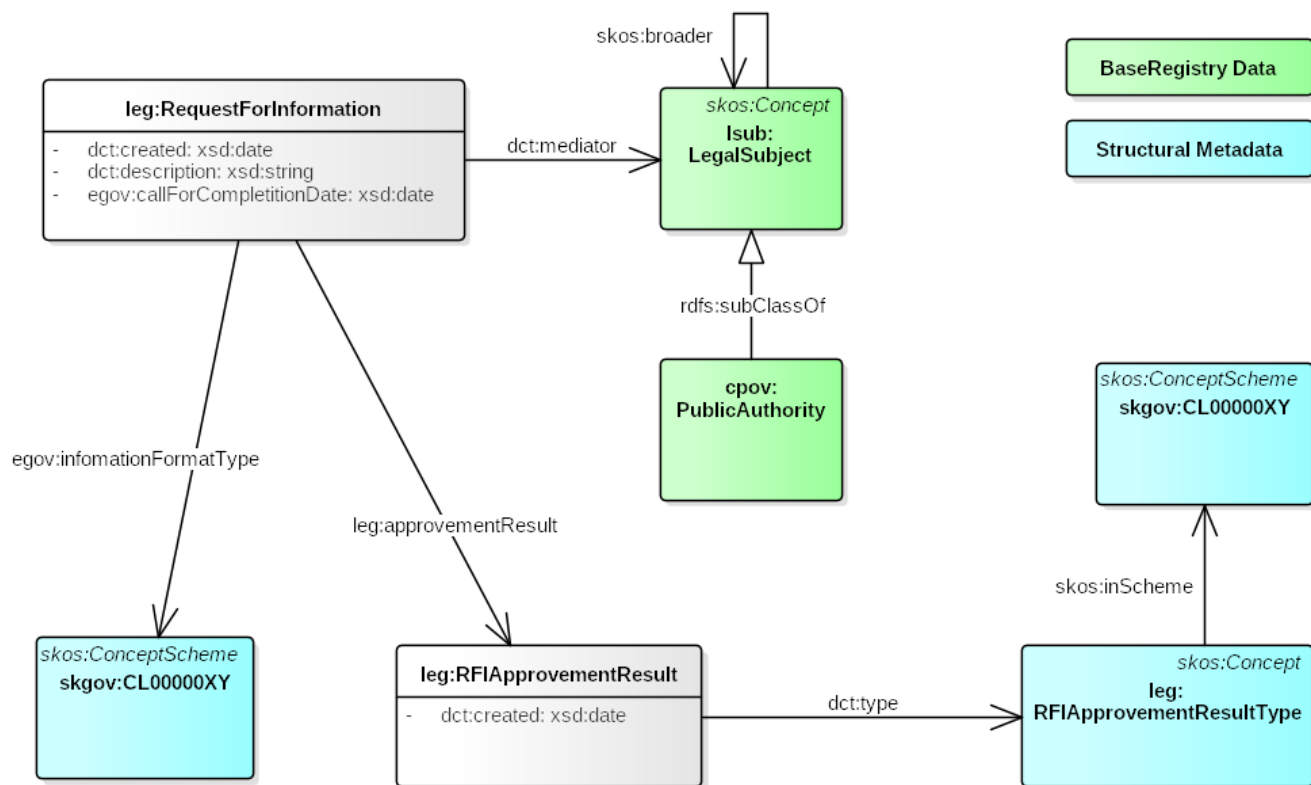 skos:broader
BaseRegistry Data
Structural Metadata
leg:RequestForInformation
- dct:created: xsd:date
- dct:description: xsd:string
- egov:callForCompletitionDate: xsd:date
dct:mediator
skos:Concept
lsub:
LegalSubject
rdfs:subClassOf
cpov:
PublicAuthority
skos:ConceptScheme
skgov:CL00000XY
egov:infomationFormatType
leg:approvementResult
skos:inScheme
skos:ConceptScheme
skgov:CL00000XY
leg:RFIApprovementResult
- dct:created: xsd:date
dct:type
skos:Concept
leg:
RFIApprovementResultType